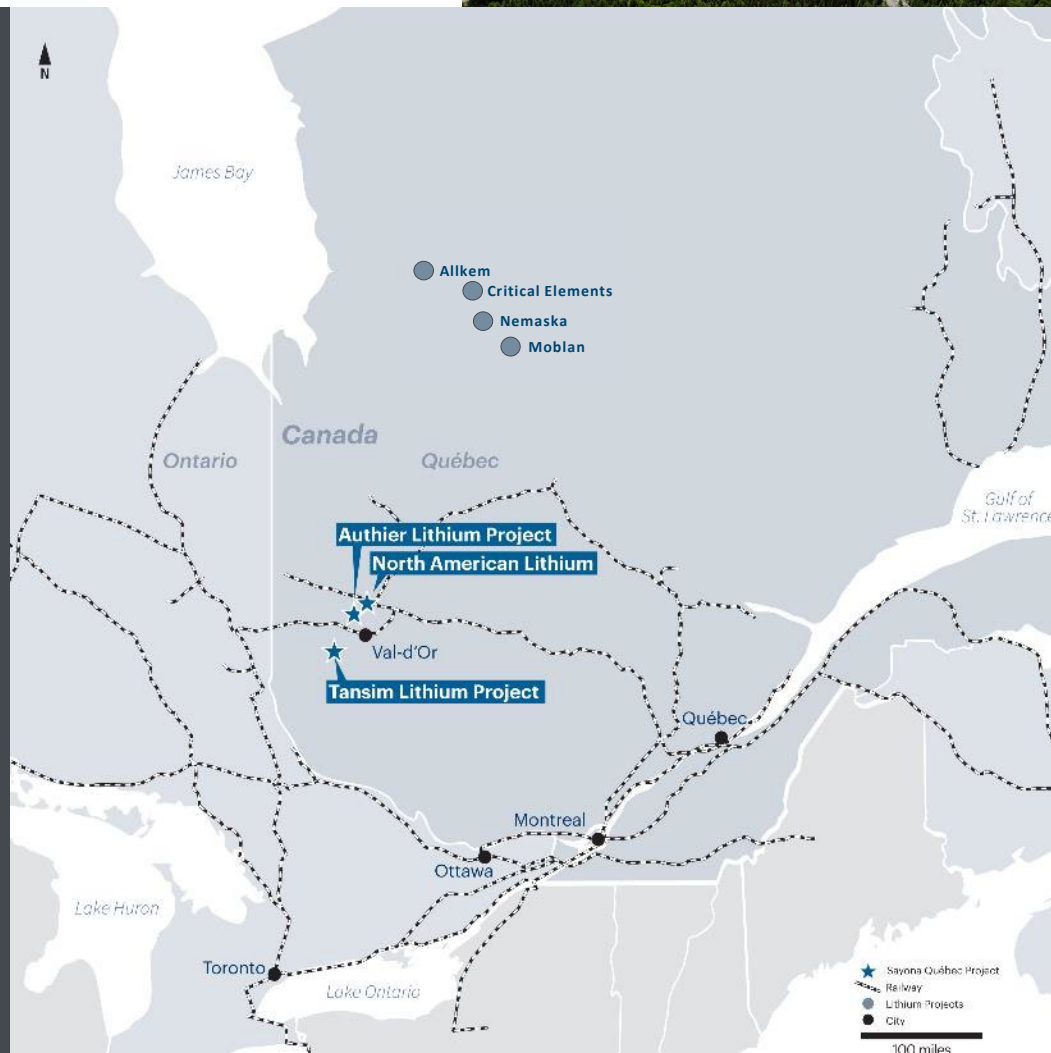 N
James Bay
Allkem
Critical Elements
Nemaska
Moblan
Canada
Ontario
Québec
Gulf of
St. Lawrence
Authier Lithium Project
North American Lithium
Val-d'Or
Tansim Lithium Project
Québec
Montreal
Ottawa
Lake Huron
Toronto
Lake Ontario
Sayona Québec Project
Railway
Lithium Projects
City
100 miles